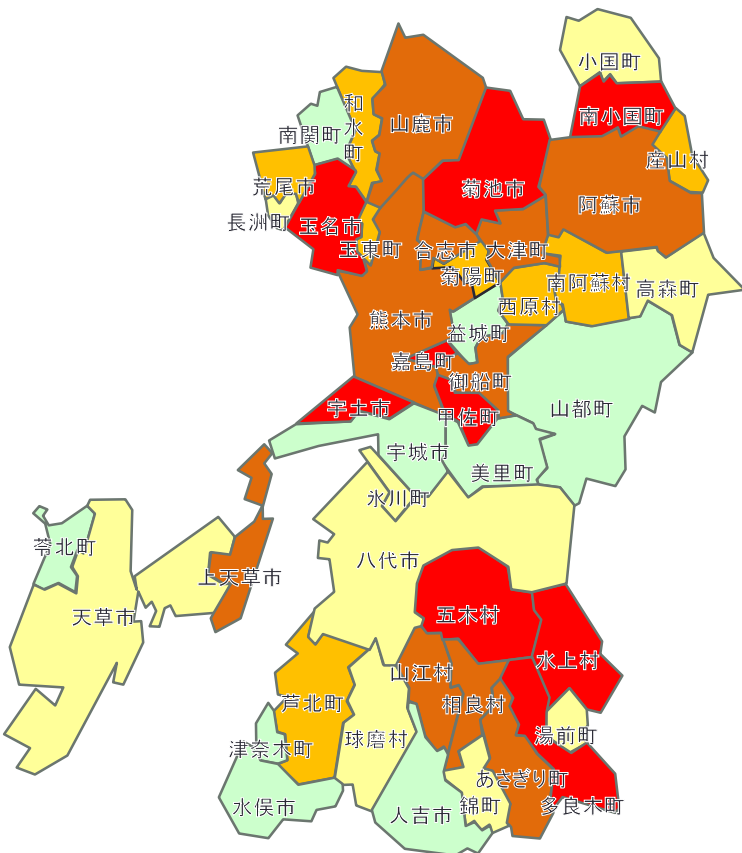 小国町
南小国町
和水町
山鹿市
南関町
産山村
荒尾市
菊池市
阿蘇市
長洲町
玉名市
玉東町
合志市
大津町
菊陽町
南阿蘇村
高森町
西原村
熊本市
益城町
嘉島町
御船町
宇土市
甲佐町
山都町
宇城市
美里町
氷川町
苓北町
八代市
上天草市
天草市
五木村
水上村
山江村
相良村
芦北町
湯前町
球磨村
津奈木町
あさぎり町
水俣市
人吉市
錦町
多良木町